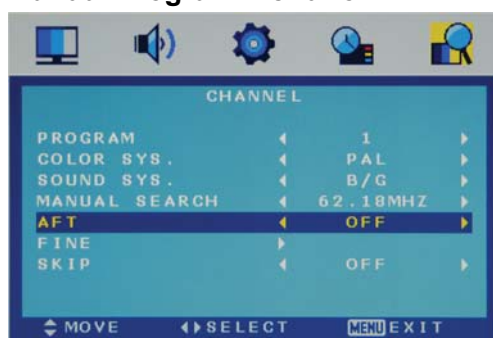 CHANNEL
PROGRAM 1
COLOR SYS. PAL
SOUND SYS. B/G
MANUAL SEARCH 62.18MHZ
AFT OFF
FINE
SKIP OFF
MOVE SELECT MENU EXIT